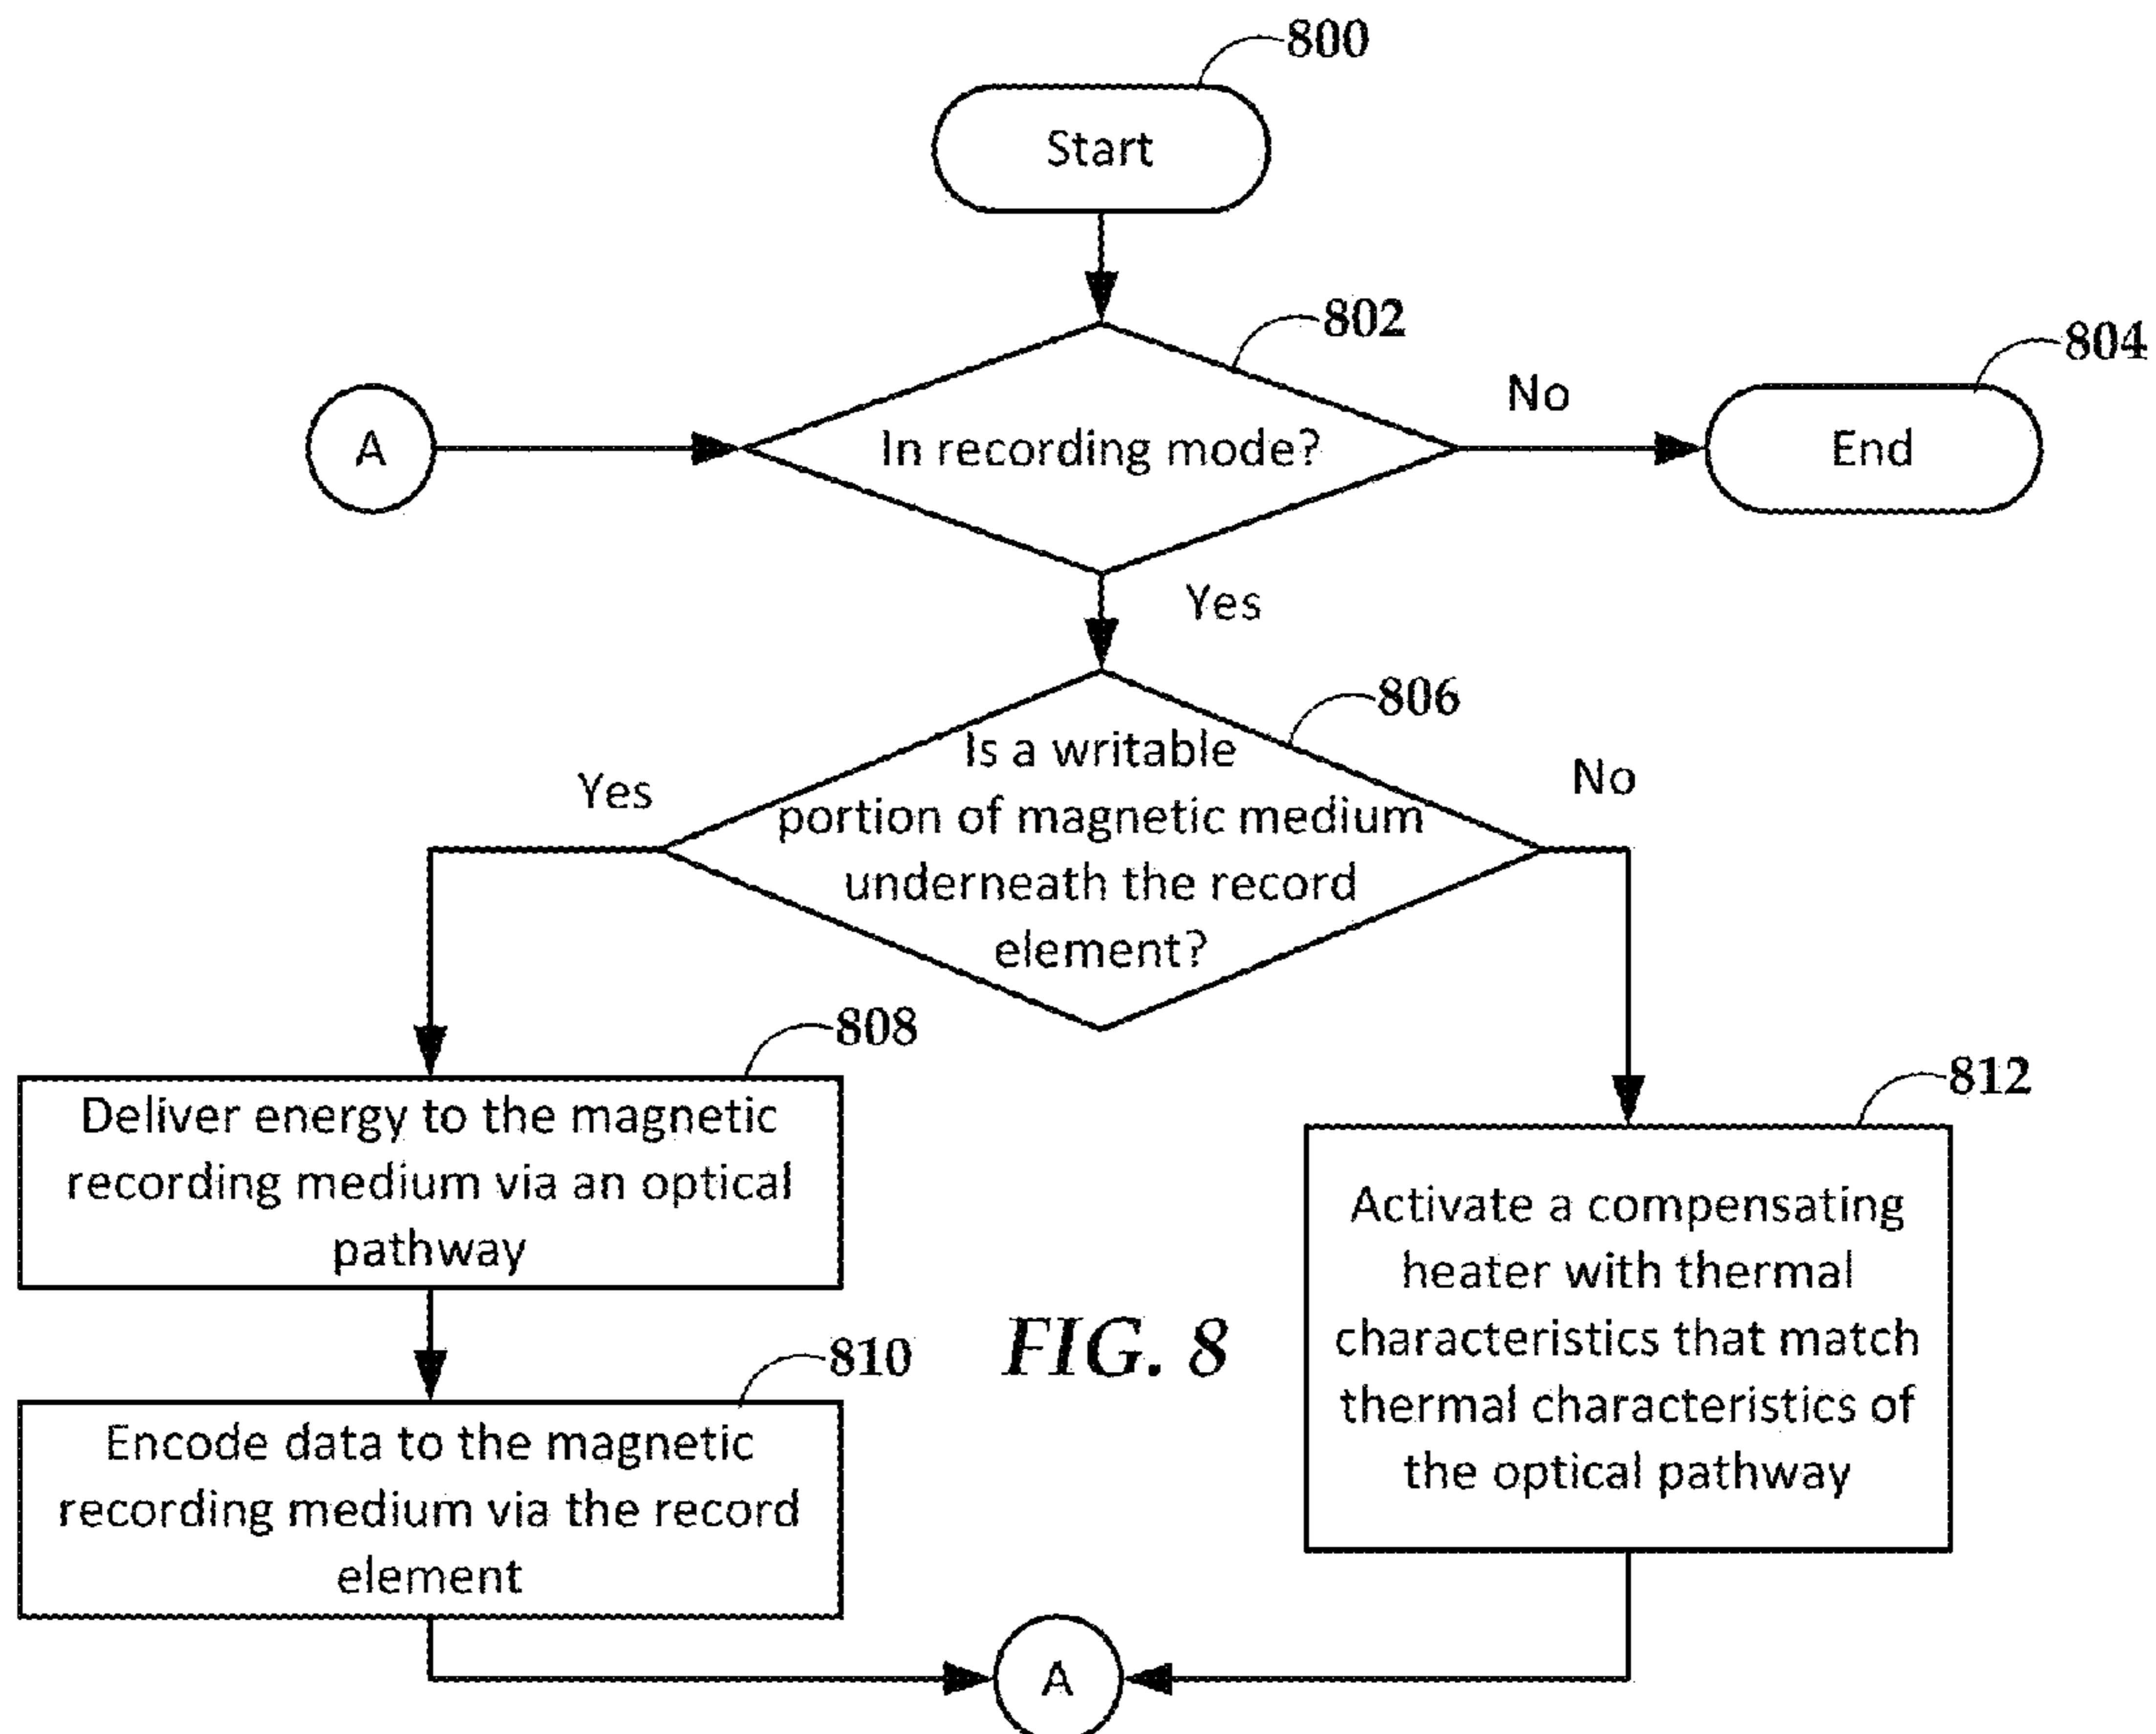 800
Start
802
804
A
In recording mode?
No
End
Yes
806
Yes
Is a writable
portion of magnetic medium
underneath the record
element?
No
808
Deliver energy to the magnetic
recording medium via an optical
pathway
812
Activate a compensating
heater with thermal
characteristics that match
thermal characteristics of
the optical pathway
810
Encode data to the magnetic
recording medium via the record
element
FIG. 8
A